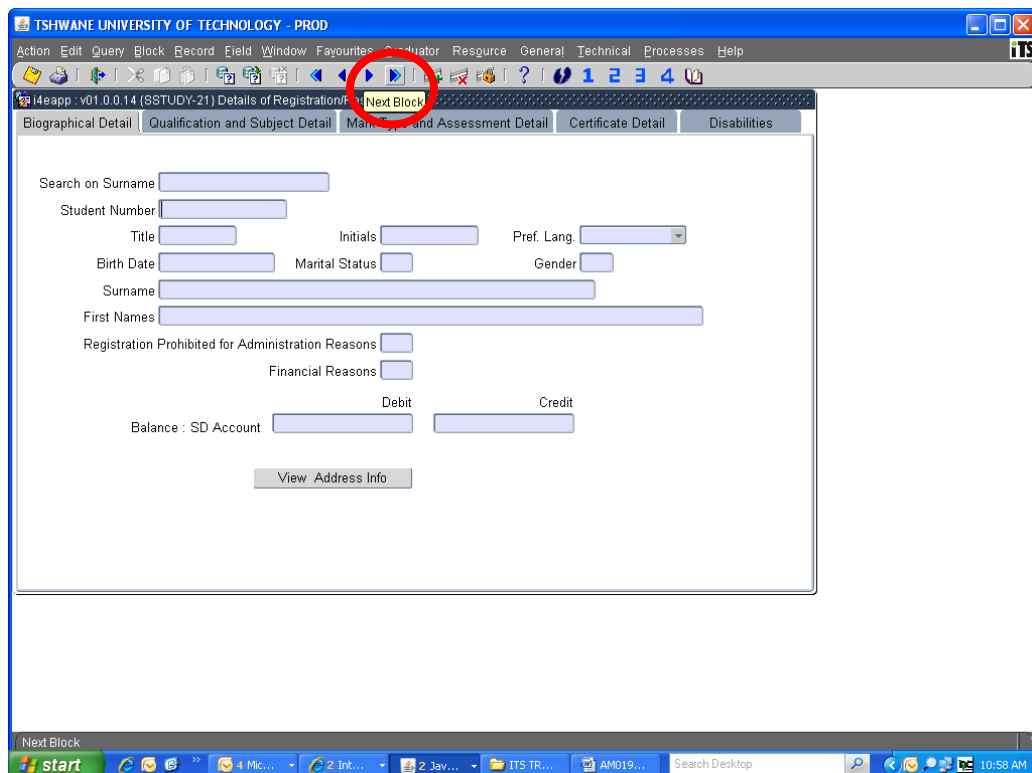 TSHWANE UNIVERSITY OF TECHNOLOGY - PROD
Action Edit Query Block Record Field Window Favourites Graduator Resource General Technical Processes Help
iTS
? 1 2 3 4
i4eapp : v01.0.0.14 {SSTUDY-21} Details of Registration/
Next Block
Biographical Detail Qualification and Subject Detail Mark Type and Assessment Detail Certificate Detail Disabilities
Search on Surname
Student Number
Title Initials Pref. Lang.
Birth Date Marital Status Gender
Surname
First Names
Registration Prohibited for Administration Reasons
Financial Reasons
Debit Credit
Balance : SD Account
View Address Info
Next Block
start 4 Mic... 2 Int... 2 Jav... ITS TR... AM019... Search Desktop 10:58 AM